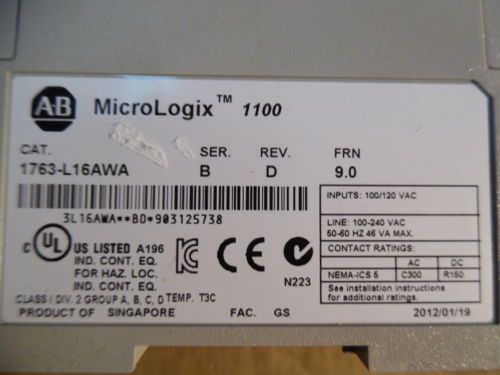 AB MicroLogix™ 1100
CAT. SER. REV. FRN
1763-L16AWA B D 9.0
3L16AWA**BD*903125738
INPUTS: 100/120 VAC
LINE: 100-240 VAC
50-60 HZ 46 VA MAX.
CONTACT RATINGS:
AC DC
NEMA-ICS 5 C300 R150
See installation instructions
for additional ratings.
C UL US LISTED A196
IND. CONT. EQ.
FOR HAZ. LOC.
IND. CONT. EQ.
KC CE N223
CLASS I DIV. 2 GROUP A, B, C, D TEMP. T3C
PRODUCT OF SINGAPORE FAC. GS 2012/01/19